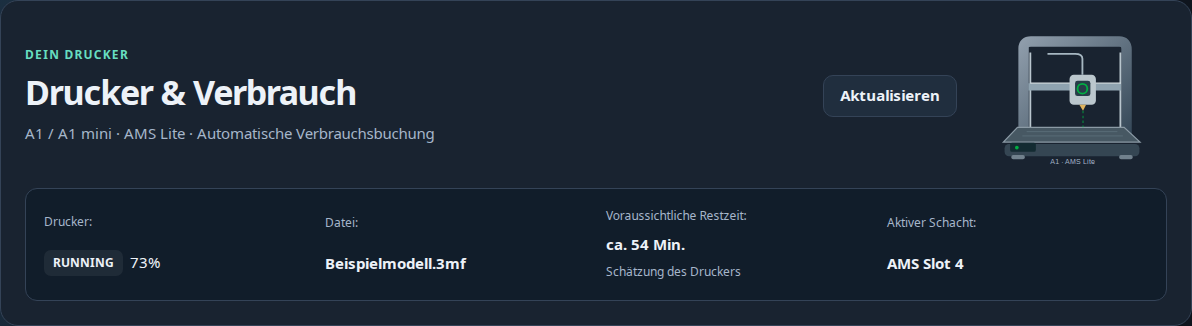 DEIN DRUCKER
Drucker & Verbrauch
A1 / A1 mini · AMS Lite · Automatische Verbrauchsbuchung
Aktualisieren
A1 · AMS Lite
Drucker:
RUNNING 73%
Datei:
Beispielmodell.3mf
Voraussichtliche Restzeit:
ca. 54 Min.
Schätzung des Druckers
Aktiver Schacht:
AMS Slot 4